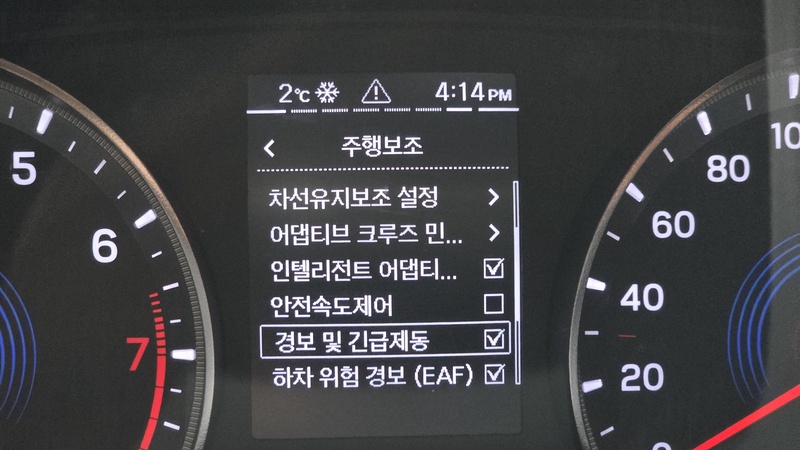 2℃ 4:14 PM
주행보조
차선유지보조 설정
어댑티브 크루즈 민...
인텔리전트 어댑티...
안전속도제어
경보 및 긴급제동
하차 위험 경보 (EAF)
5
6
7
80
60
40
20